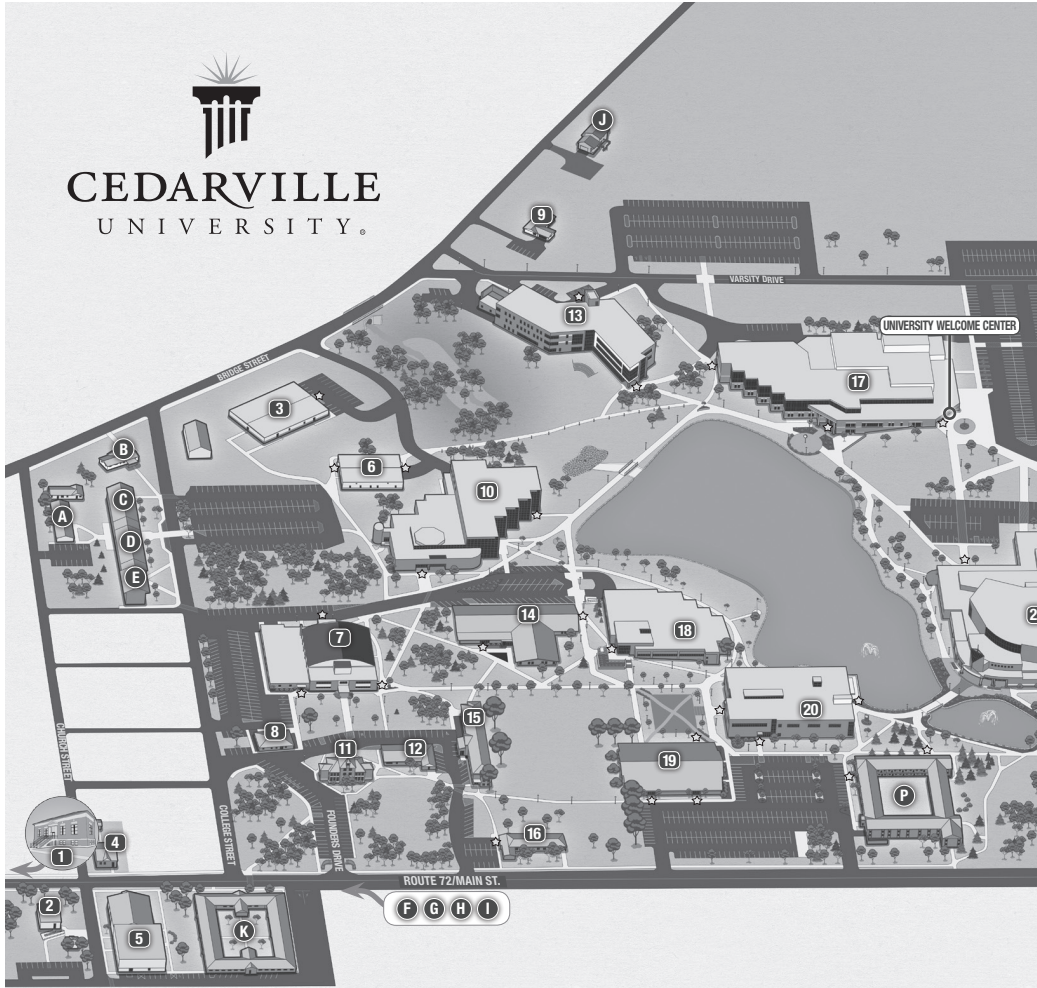 CEDARVILLE
UNIVERSITY®
J
9
VARSITY DRIVE
13
UNIVERSITY WELCOME CENTER
BRIDGE STREET
17
3
B
6
10
C
A
D
E
14
2
7
18
15
20
8
11
12
19
CHURCH STREET
P
COLLEGE STREET
FOUNDERS DRIVE
16
1
4
ROUTE 72/MAIN ST.
2
F G H I
5
K